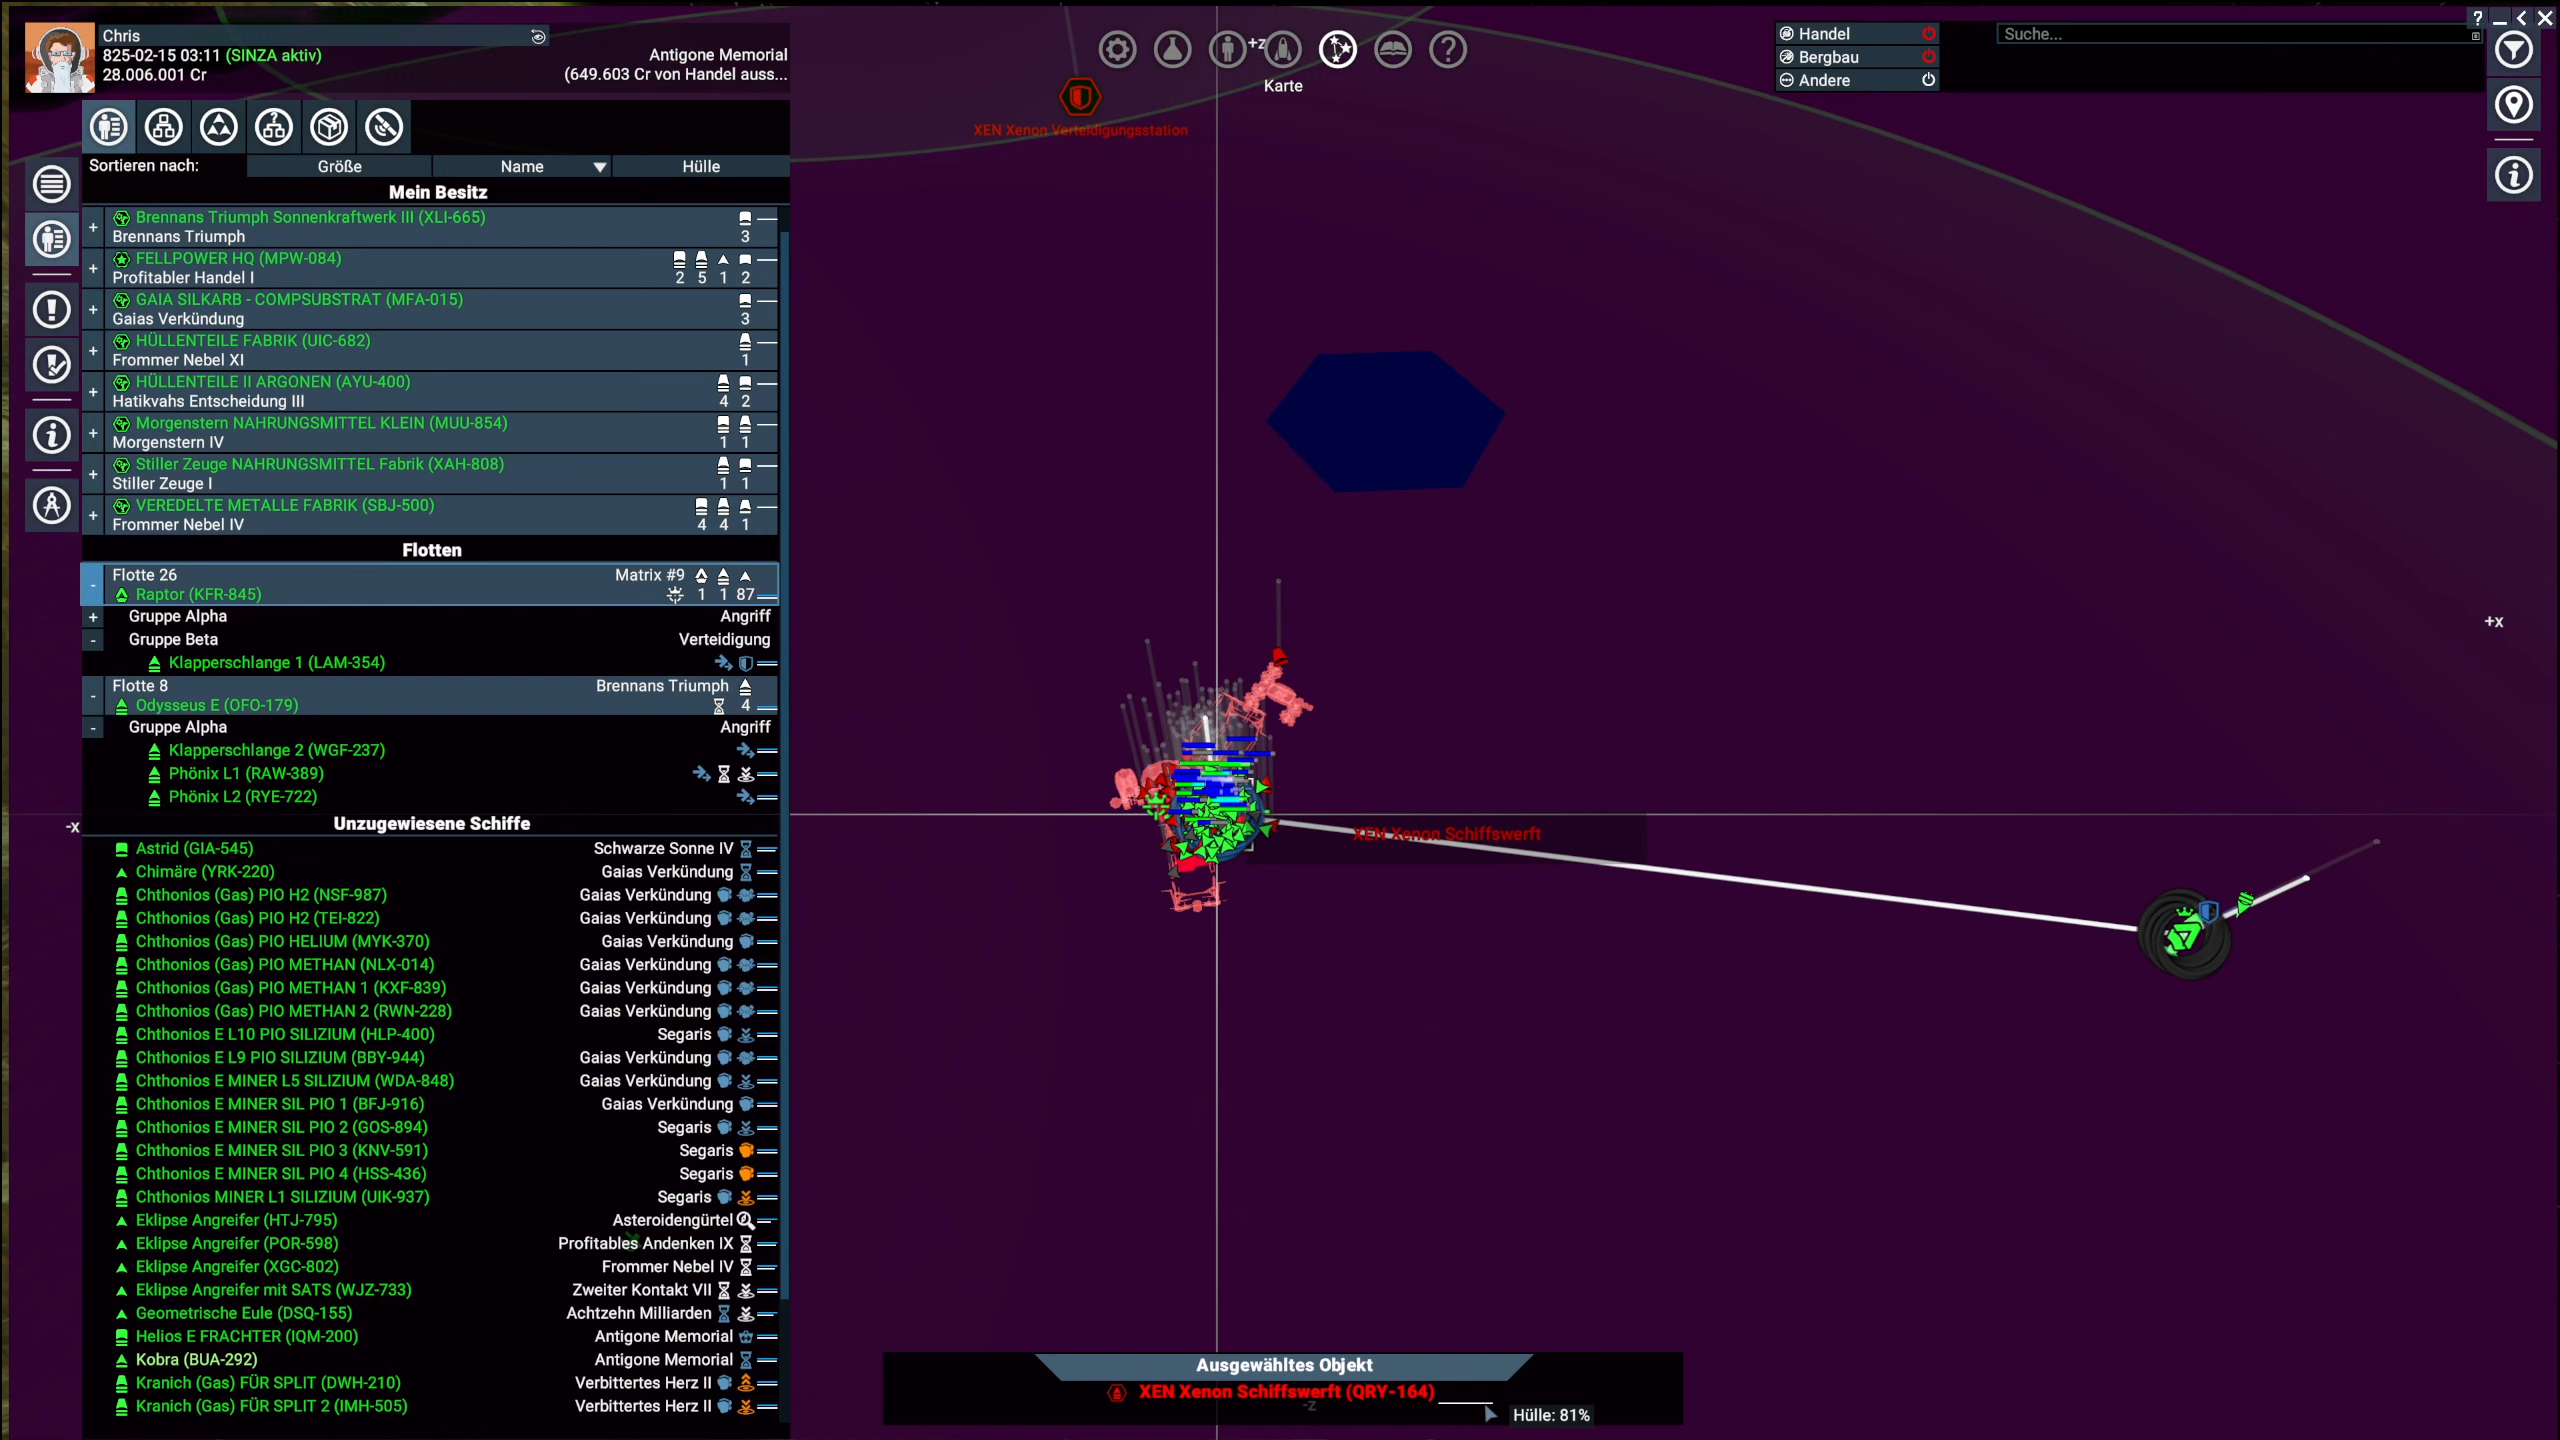 Chris
825-02-15 03:11 (SINZA aktiv)
28.006.001 Cr
Antigone Memorial
(649.603 Cr von Handel auss...
+z
Karte
Handel
Bergbau
Andere
Suche...
XEN Xenon Verteidigungsstation
Sortieren nach:
Größe
Name
Hülle
Mein Besitz
+ Brennans Triumph Sonnenkraftwerk III (XLI-665)
Brennans Triumph 3
+ FELLPOWER HQ (MPW-084)
Profitabler Handel I 2 5 1 2
+ GAIA SILKARB - COMPSUBSTRAT (MFA-015)
Gaias Verkündung 3
+ HÜLLENTEILE FABRIK (UIC-682)
Frommer Nebel XI 1
+ HÜLLENTEILE II ARGONEN (AYU-400)
Hatikvahs Entscheidung III 4 2
+ Morgenstern NAHRUNGSMITTEL KLEIN (MUU-854)
Morgenstern IV 1 1
+ Stiller Zeuge NAHRUNGSMITTEL Fabrik (XAH-808)
Stiller Zeuge I 1 1
+ VEREDELTE METALLE FABRIK (SBJ-500)
Frommer Nebel IV 4 4 1
Flotten
- Flotte 26 Matrix #9
Raptor (KFR-845) 1 1 87
+ Gruppe Alpha Angriff
- Gruppe Beta Verteidigung
Klapperschlange 1 (LAM-354)
- Flotte 8 Brennans Triumph
Odysseus E (OFO-179) 4
- Gruppe Alpha Angriff
Klapperschlange 2 (WGF-237)
Phönix L1 (RAW-389)
Phönix L2 (RYE-722)
Unzugewiesene Schiffe
Astrid (GIA-545) Schwarze Sonne IV
Chimäre (YRK-220) Gaias Verkündung
Chthonios (Gas) PIO H2 (NSF-987) Gaias Verkündung
Chthonios (Gas) PIO H2 (TEI-822) Gaias Verkündung
Chthonios (Gas) PIO HELIUM (MYK-370) Gaias Verkündung
Chthonios (Gas) PIO METHAN (NLX-014) Gaias Verkündung
Chthonios (Gas) PIO METHAN 1 (KXF-839) Gaias Verkündung
Chthonios (Gas) PIO METHAN 2 (RWN-228) Gaias Verkündung
Chthonios E L10 PIO SILIZIUM (HLP-400) Segaris
Chthonios E L9 PIO SILIZIUM (BBY-944) Gaias Verkündung
Chthonios E MINER L5 SILIZIUM (WDA-848) Gaias Verkündung
Chthonios E MINER SIL PIO 1 (BFJ-916) Gaias Verkündung
Chthonios E MINER SIL PIO 2 (GOS-894) Segaris
Chthonios E MINER SIL PIO 3 (KNV-591) Segaris
Chthonios E MINER SIL PIO 4 (HSS-436) Segaris
Chthonios MINER L1 SILIZIUM (UIK-937) Segaris
Eklipse Angreifer (HTJ-795) Asteroidengürtel
Eklipse Angreifer (POR-598) Profitables Andenken IX
Eklipse Angreifer (XGC-802) Frommer Nebel IV
Eklipse Angreifer mit SATS (WJZ-733) Zweiter Kontakt VII
Geometrische Eule (DSQ-155) Achtzehn Milliarden
Helios E FRACHTER (IQM-200) Antigone Memorial
Kobra (BUA-292) Antigone Memorial
Kranich (Gas) FÜR SPLIT (DWH-210) Verbittertes Herz II
Kranich (Gas) FÜR SPLIT 2 (IMH-505) Verbittertes Herz II
+x
-x
XEN Xenon Schiffswerft
Ausgewähltes Objekt
XEN Xenon Schiffswerft (QRY-164)
-z
Hülle: 81%